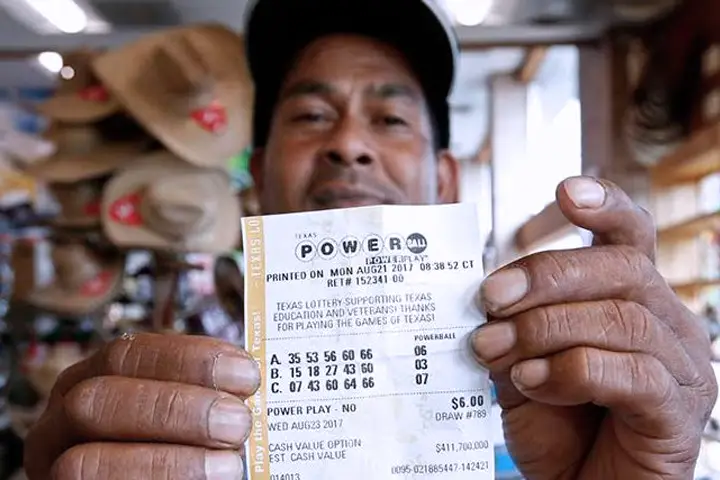 TEXAS
POWERBALL
POWERPLAY
PRINTED ON MON AUG21 2017 08:38:52 CT
RET# 152341-00
TEXAS LOTTERY-SUPPORTING TEXAS
EDUCATION AND VETERANS! THANKS
FOR PLAYING THE GAMES OF TEXAS!
POWERBALL
A. 35 53 56 60 66 06
B. 15 18 27 43 60 03
C. 07 43 60 64 66 07
$6.00
POWER PLAY - NO DRAW #789
WED AUG23 2017
CASH VALUE OPTION
EST. CASH VALUE $411,700,000
014013 0095-021885447-142421
Play the Games of Texas!
TEXAS LO